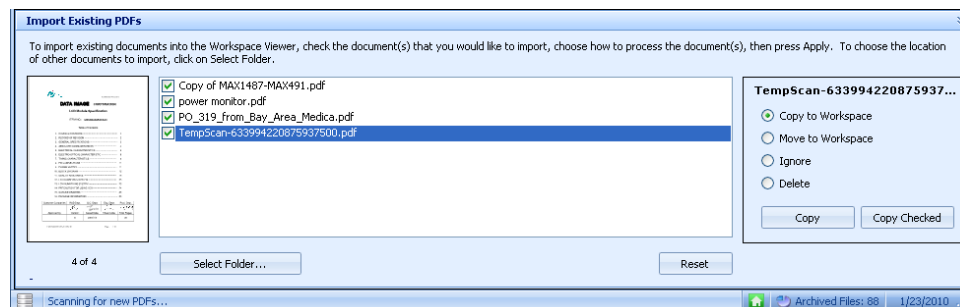 Import Existing PDFs
To import existing documents into the Workspace Viewer, check the document(s) that you would like to import, choose how to process the document(s), then press Apply. To choose the location
of other documents to import, click on Select Folder.
DATA IMAGE
Copy of MAX1487-MAX491.pdf
power monitor.pdf
PO_319_from_Bay_Area_Medica.pdf
TempScan-633994220875937500.pdf
TempScan-633994220875937...
Copy to Workspace
Move to Workspace
Ignore
Delete
Copy
Copy Checked
4 of 4
Select Folder...
Reset
Scanning for new PDFs...
Archived Files: 88
1/23/2010